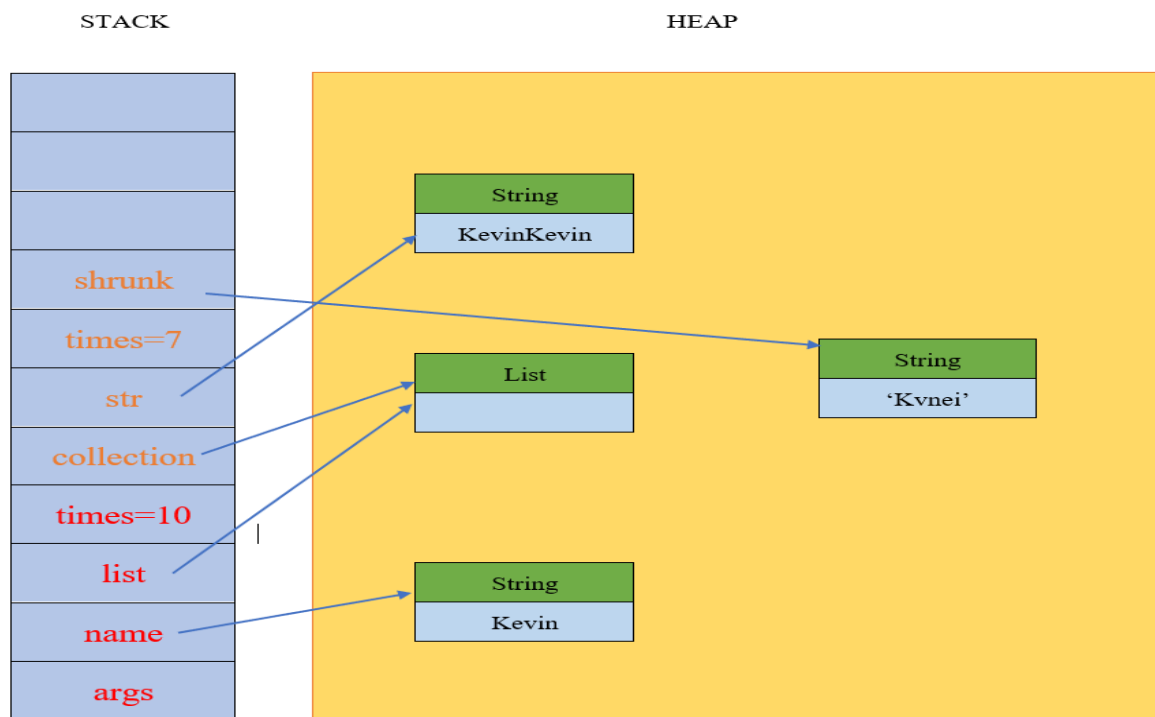 STACK
HEAP
String
KevinKevin
shrunk
times=7
String
List
‘Kvnei’
str
collection
times=10
list
String
Kevin
name
args